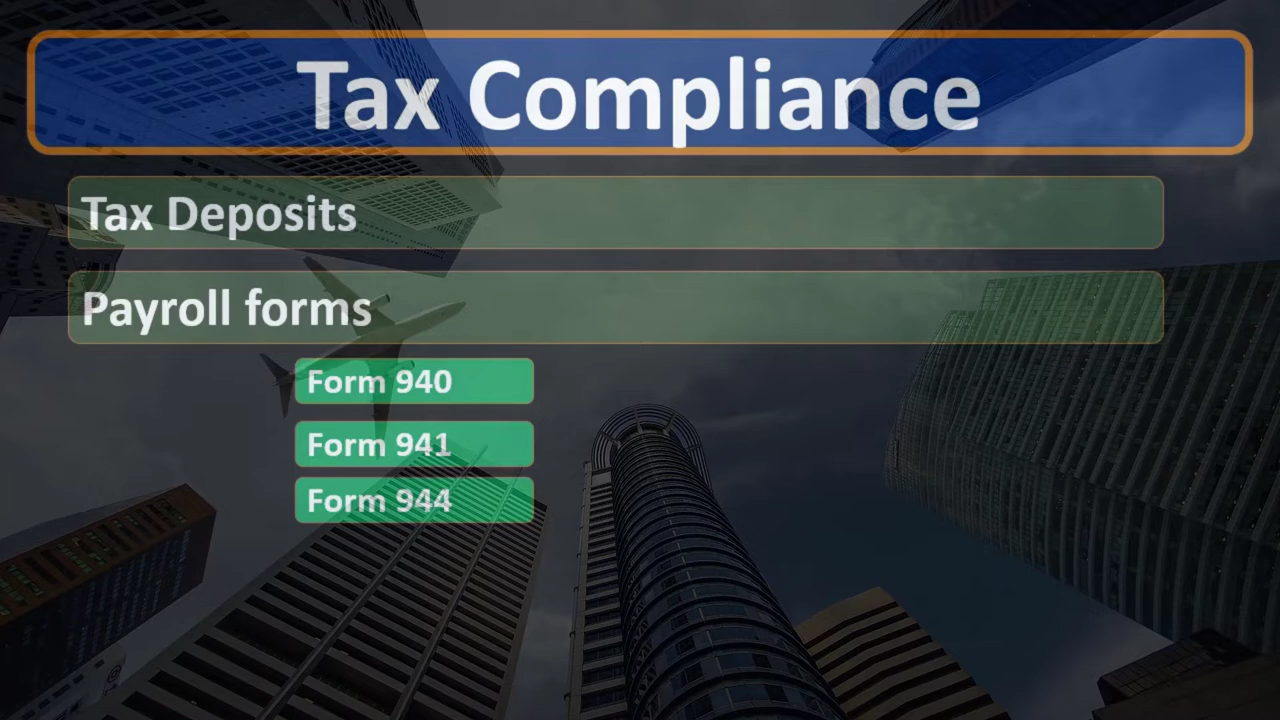 Tax Compliance
Tax Deposits
Payroll forms
Form 940
Form 941
Form 944